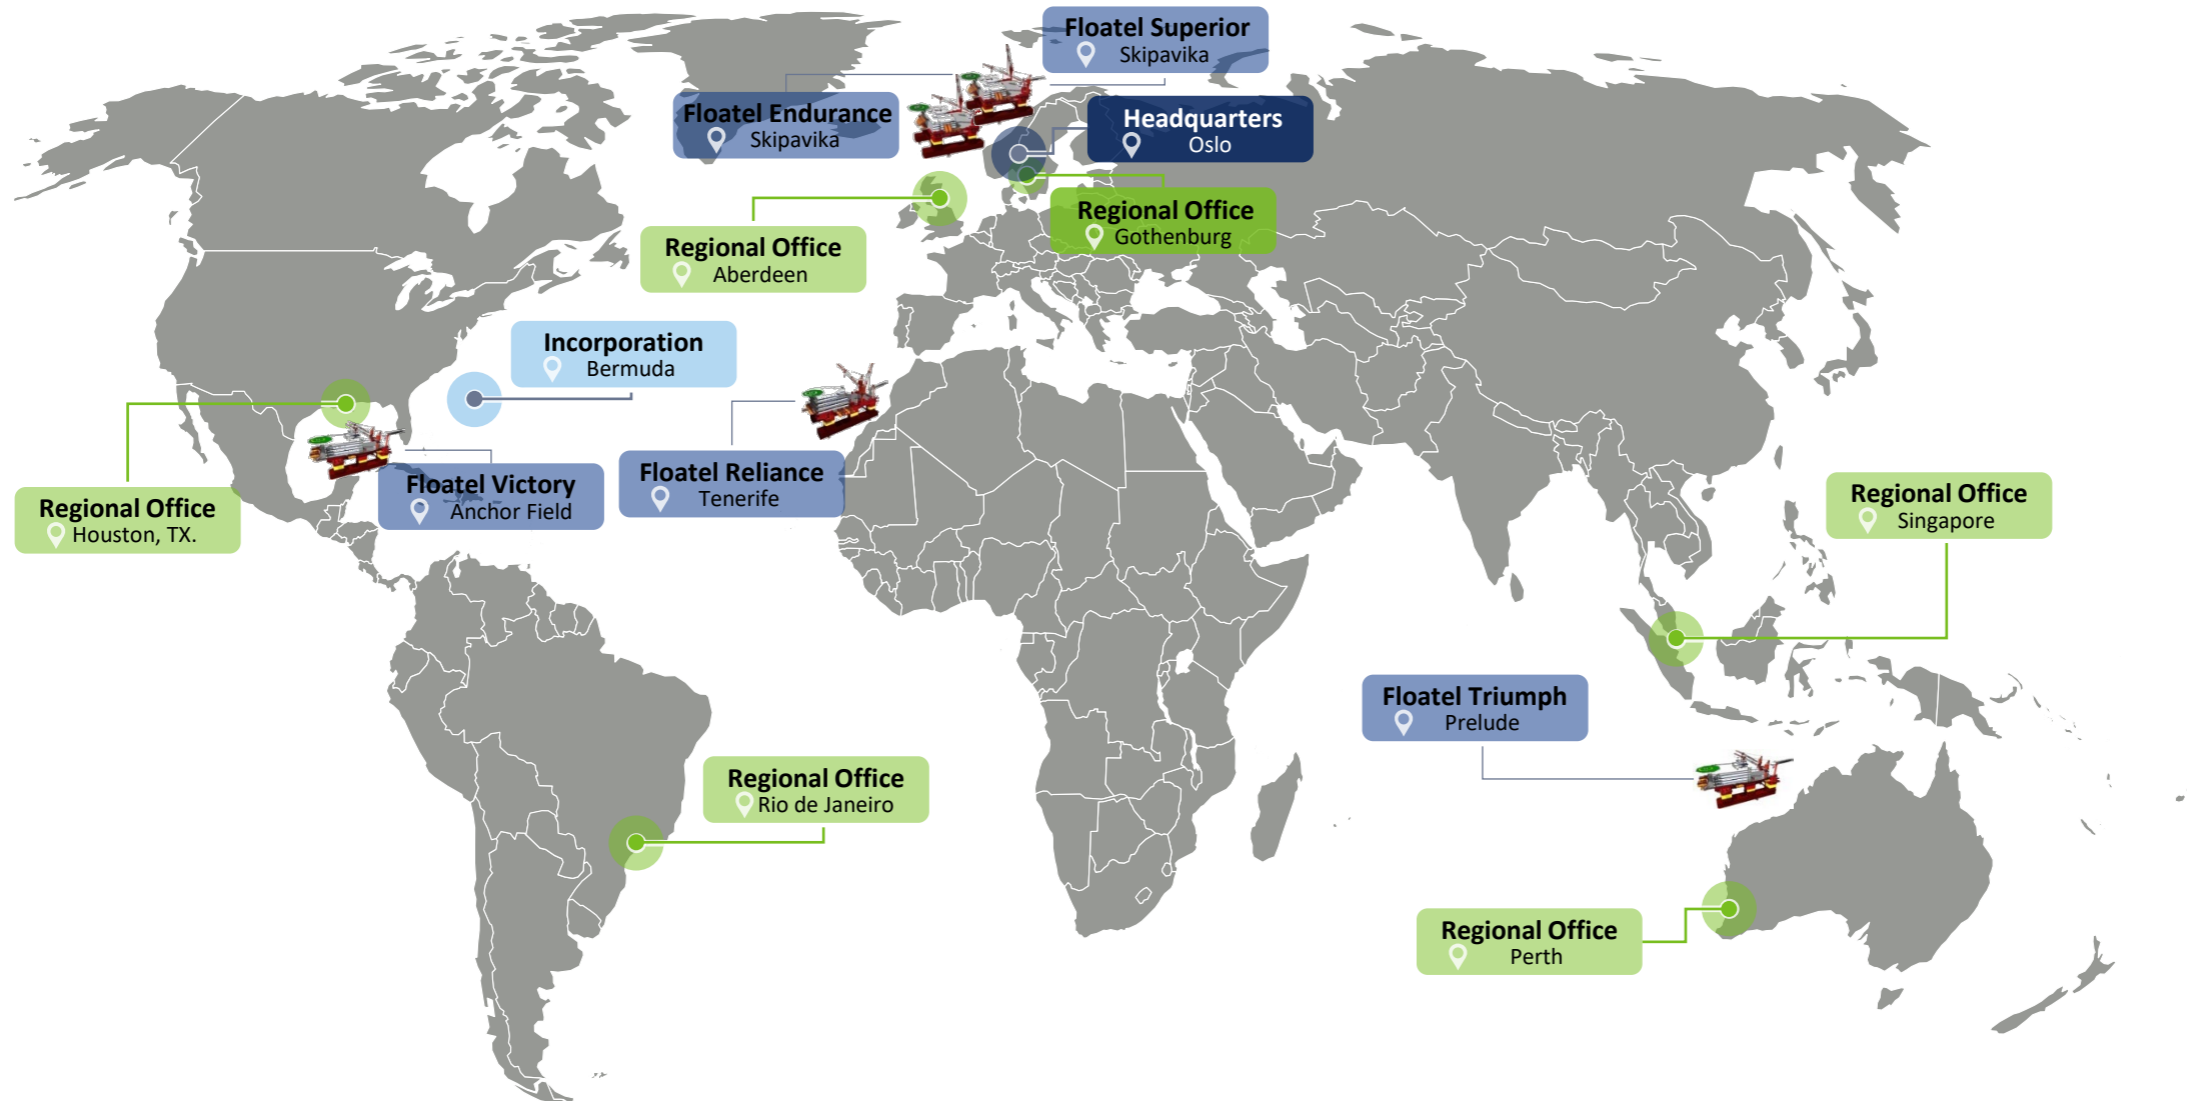 Floatel Superior
Skipavika
Floatel Endurance
Skipavika
Headquarters
Oslo
Regional Office
Gothenburg
Regional Office
Aberdeen
Incorporation
Bermuda
Floatel Reliance
Tenerife
Floatel Victory
Anchor Field
Regional Office
Houston, TX.
Regional Office
Singapore
Floatel Triumph
Prelude
Regional Office
Rio de Janeiro
Regional Office
Perth